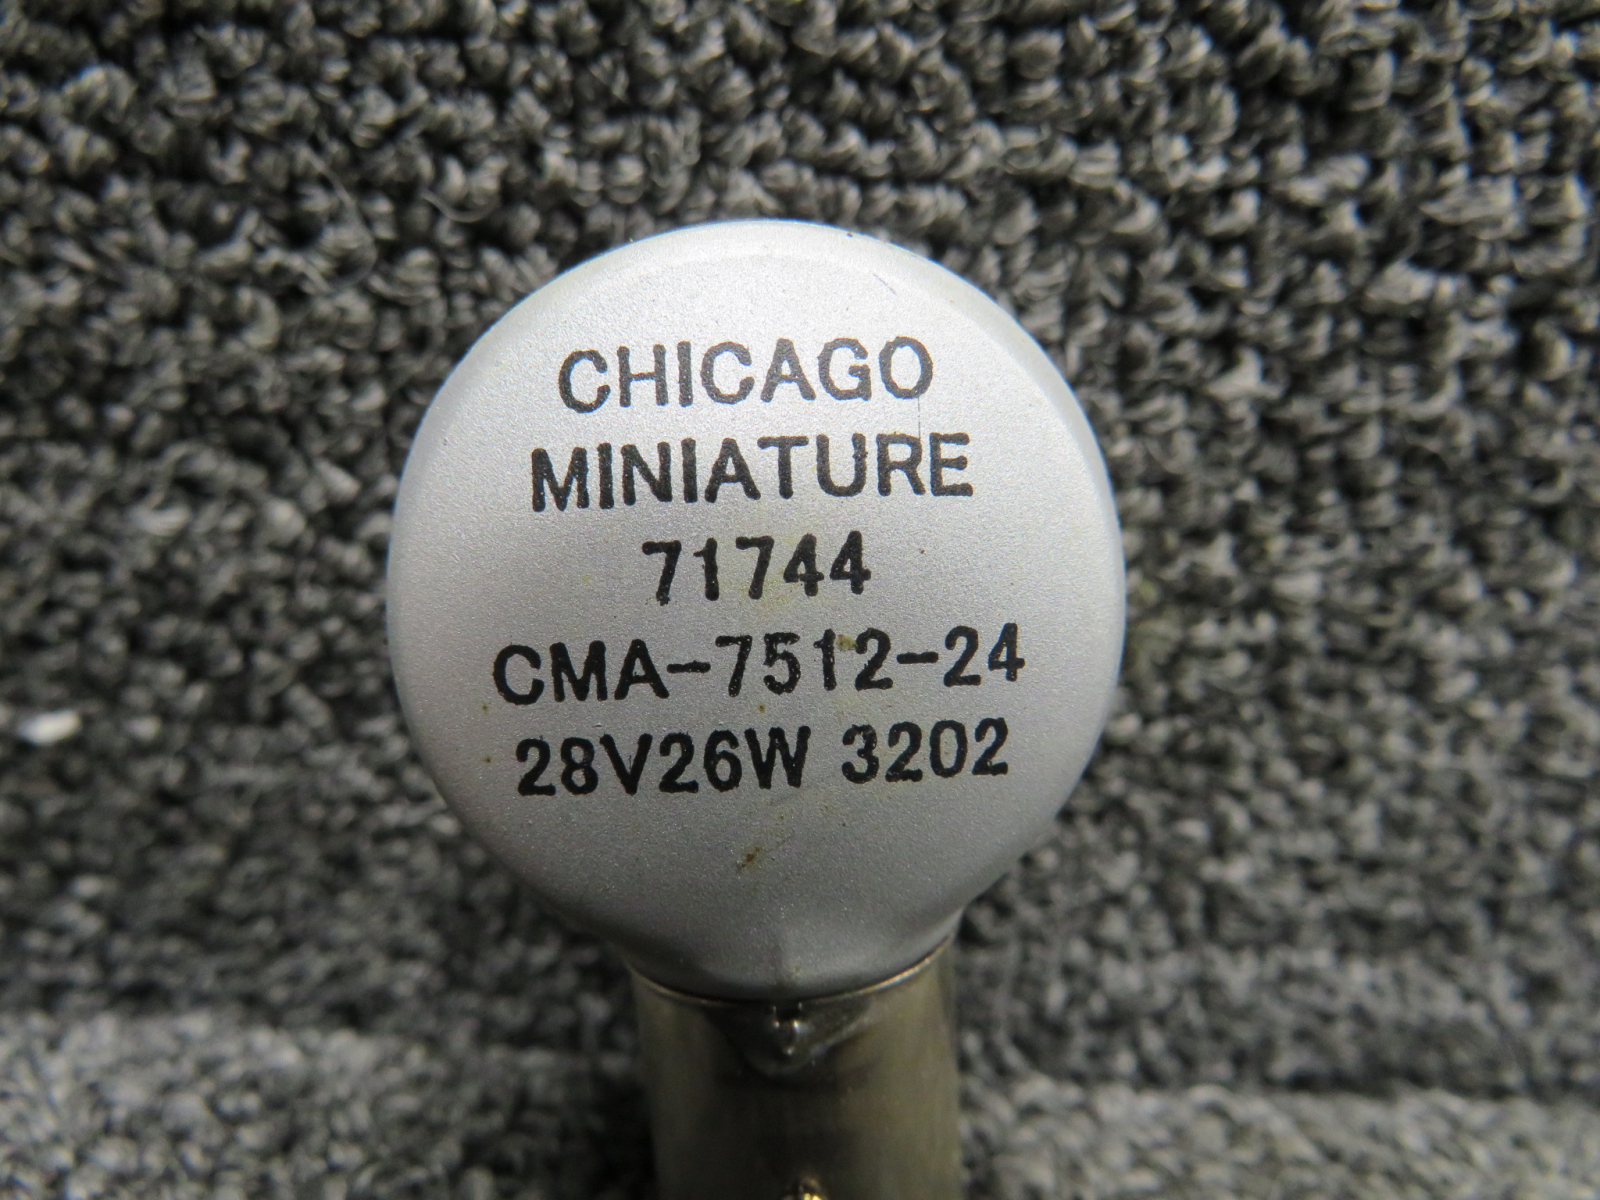 CHICAGO
MINIATURE
71744
CMA-7512-24
28V26W 3202